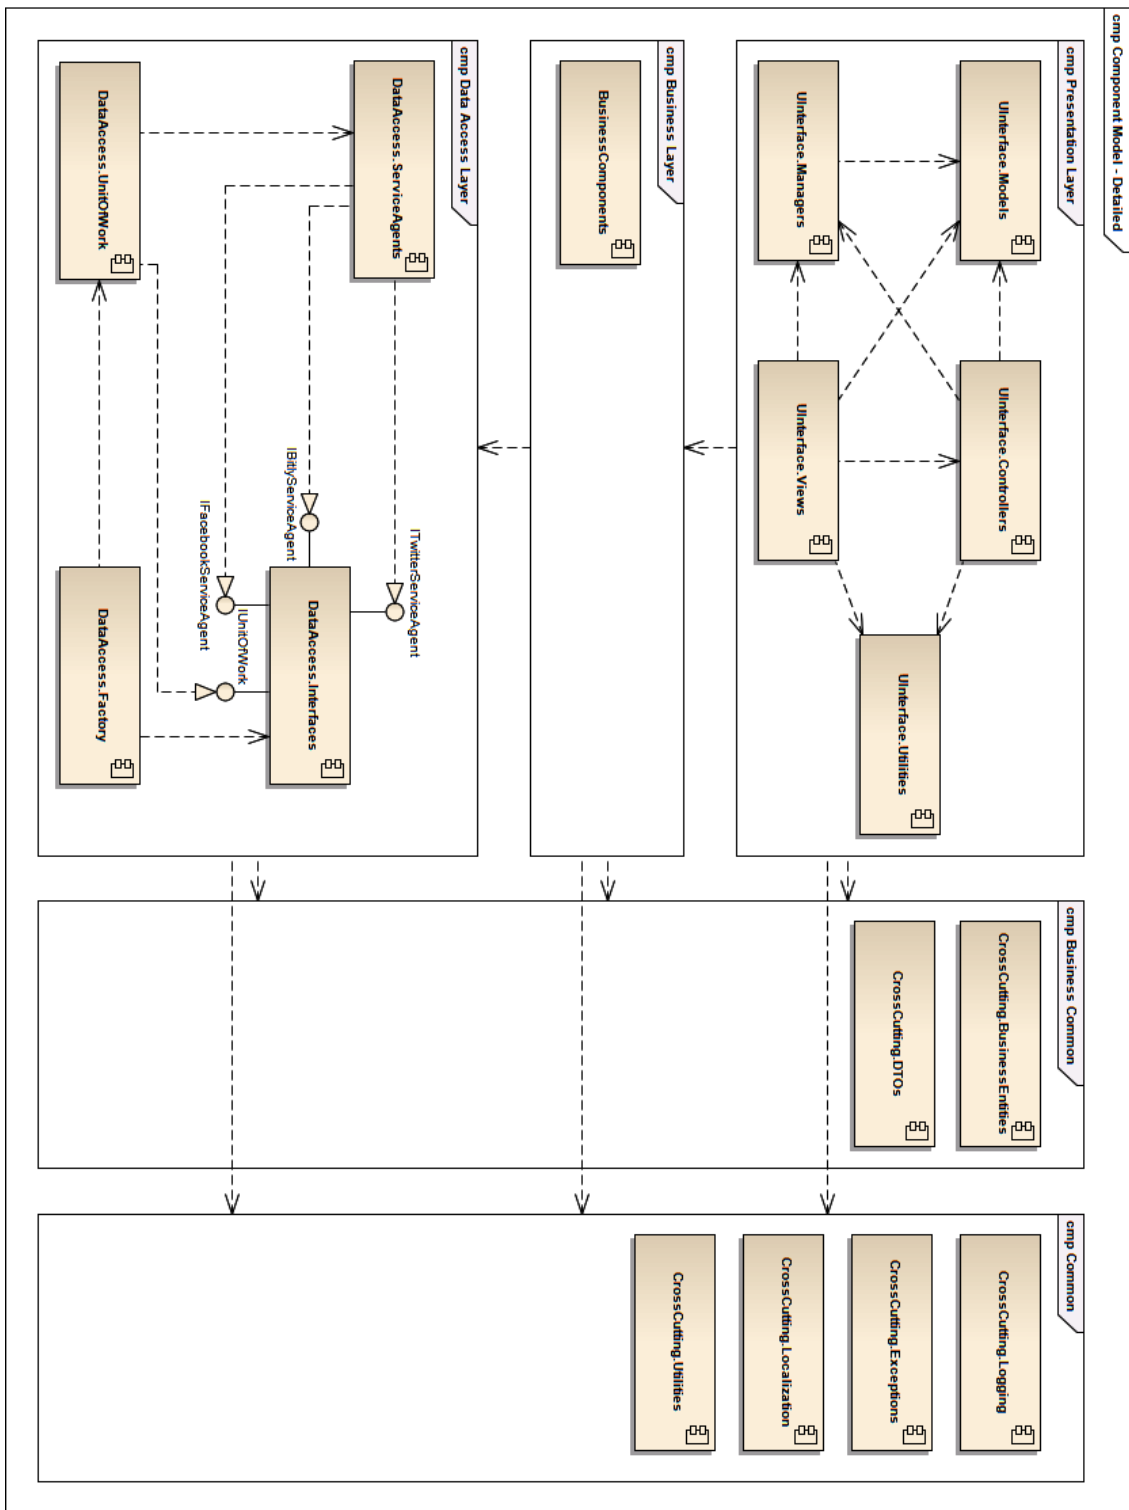 cmp Component Model - Detailed
cmp Presentation Layer
UInterface.Models
UInterface.Controllers
UInterface.Utilities
UInterface.Managers
UInterface.Views
cmp Business Layer
BusinessComponents
cmp Data Access Layer
DataAccess.ServiceAgents
ITwitterServiceAgent
DataAccess.Interfaces
IBitlyServiceAgent
IUnitOfWork
IFacebookServiceAgent
DataAccess.UnitOfWork
DataAccess.Factory
cmp Business Common
CrossCutting.BusinessEntities
CrossCutting.DTOs
cmp Common
CrossCutting.Logging
CrossCutting.Exceptions
CrossCutting.Localization
CrossCutting.Utilities